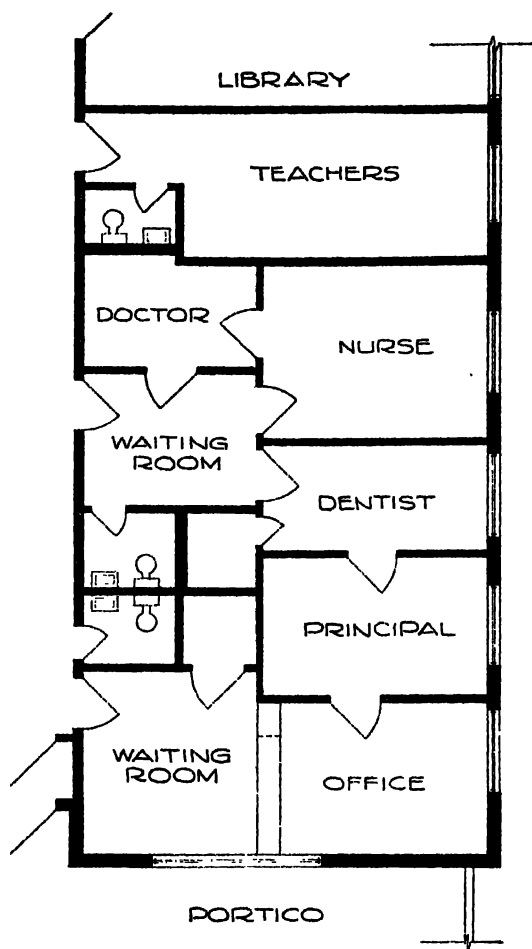 LIBRARY
TEACHERS
DOCTOR
NURSE
WAITING
ROOM
DENTIST
PRINCIPAL
WAITING
ROOM
OFFICE
PORTICO